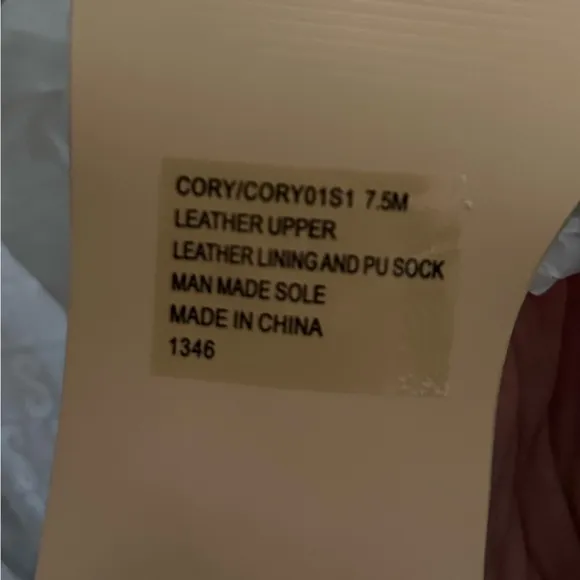 CORY/CORY01S1 7.5M
LEATHER UPPER
LEATHER LINING AND PU SOCK
MAN MADE SOLE
MADE IN CHINA
1346